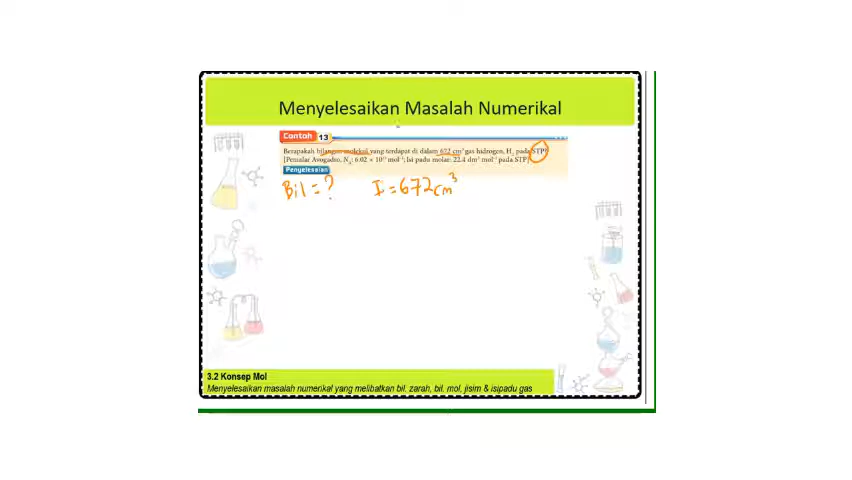 Menyelesaikan Masalah Numerikal
Contoh 13
Berapakah bilangan molekul yang terdapat di dalam 672 cm³ gas hidrogen, H₂ pada STP?
[Pemalar Avogadro, N_A: 6.02 × 10²³ mol⁻¹; Isi padu molar: 22.4 dm³ mol⁻¹ pada STP]
Penyelesaian
Bil = ? I = 672 cm³
3.2 Konsep Mol
Menyelesaikan masalah numerikal yang melibatkan bil. zarah, bil. mol, jisim & isipadu gas